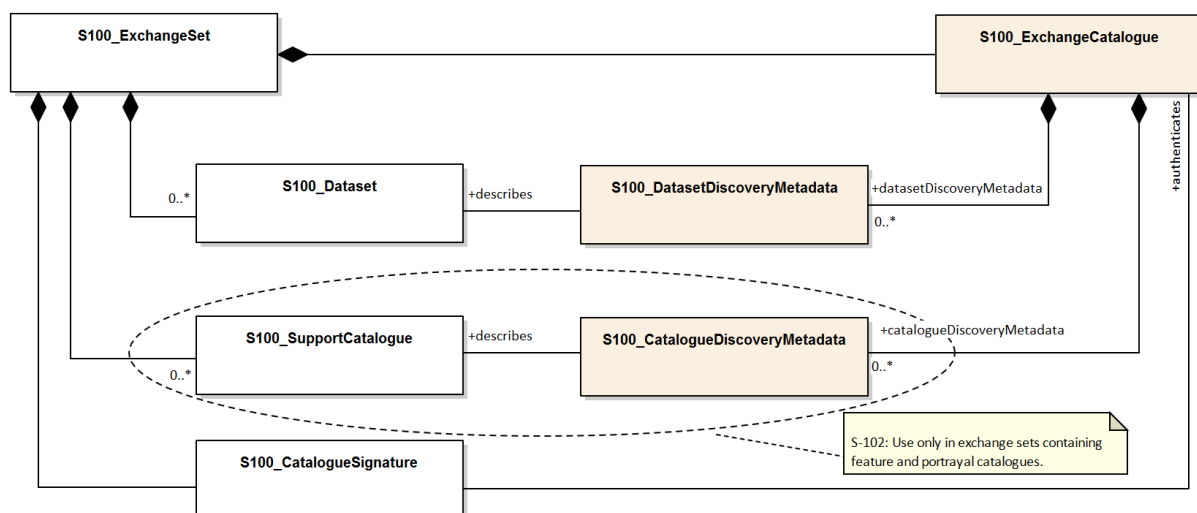 S100_ExchangeSet
S100_ExchangeCatalogue
+authenticates
S100_Dataset
0..*
+describes
S100_DatasetDiscoveryMetadata
+datasetDiscoveryMetadata
0..*
S100_SupportCatalogue
0..*
+describes
S100_CatalogueDiscoveryMetadata
+catalogueDiscoveryMetadata
0..*
S-102: Use only in exchange sets containing
feature and portrayal catalogues.
S100_CatalogueSignature